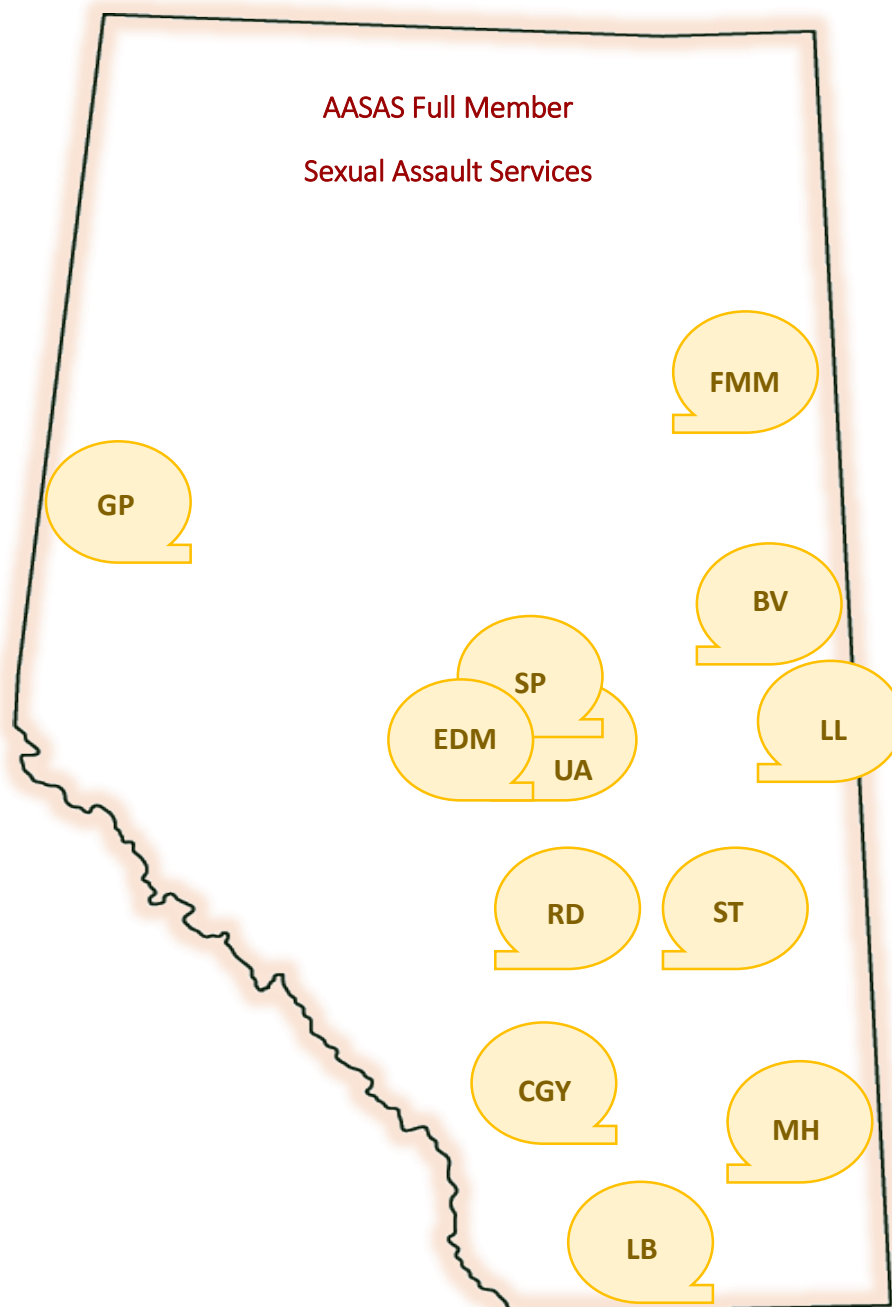 AASAS Full Member
Sexual Assault Services
FMM
GP
BV
SP
LL
EDM
UA
RD
ST
CGY
MH
LB